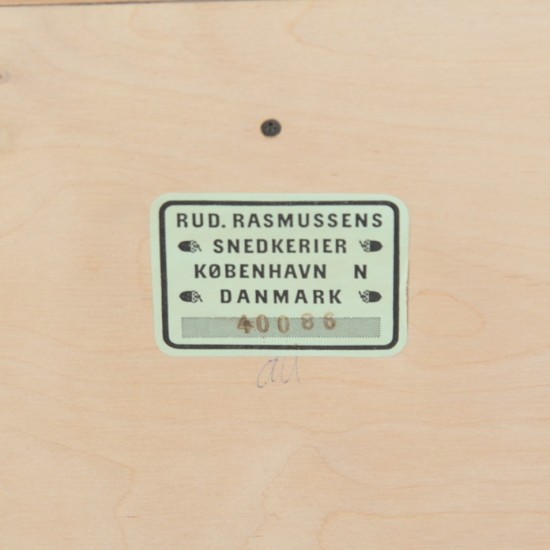 RUD. RASMUSSENS
SNEDKERIER
KØBENHAVN N
DANMARK
40086